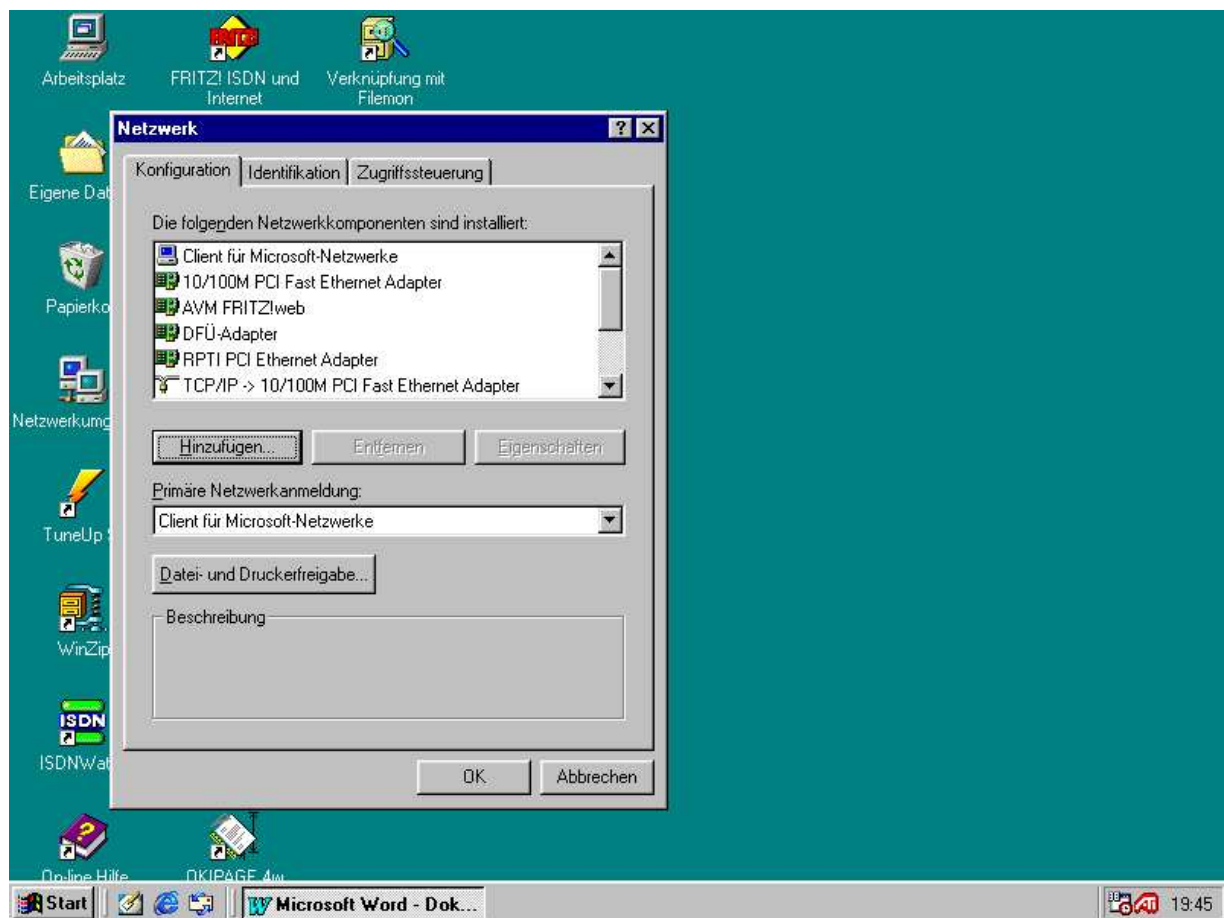 Arbeitsplatz
FRITZ! ISDN und
Internet
Verknüpfung mit
Filemon
Netzwerk
Konfiguration
Identifikation
Zugriffssteuerung
Eigene Dat
Die folgenden Netzwerkkomponenten sind installiert:
Client für Microsoft-Netzwerke
10/100M PCI Fast Ethernet Adapter
AVM FRITZ!web
DFÜ-Adapter
RPTI PCI Ethernet Adapter
TCP/IP -> 10/100M PCI Fast Ethernet Adapter
Papierko
Netzwerkumg
Hinzufügen...
Entfernen
Eigenschaften
Primäre Netzwerkanmeldung:
Client für Microsoft-Netzwerke
TuneUp
Datei- und Druckerfreigabe...
Beschreibung
WinZip
ISDN
ISDNWat
OK
Abbrechen
On-line Hilfe
OKIPAGE 4w
Start
Microsoft Word - Dok...
19:45